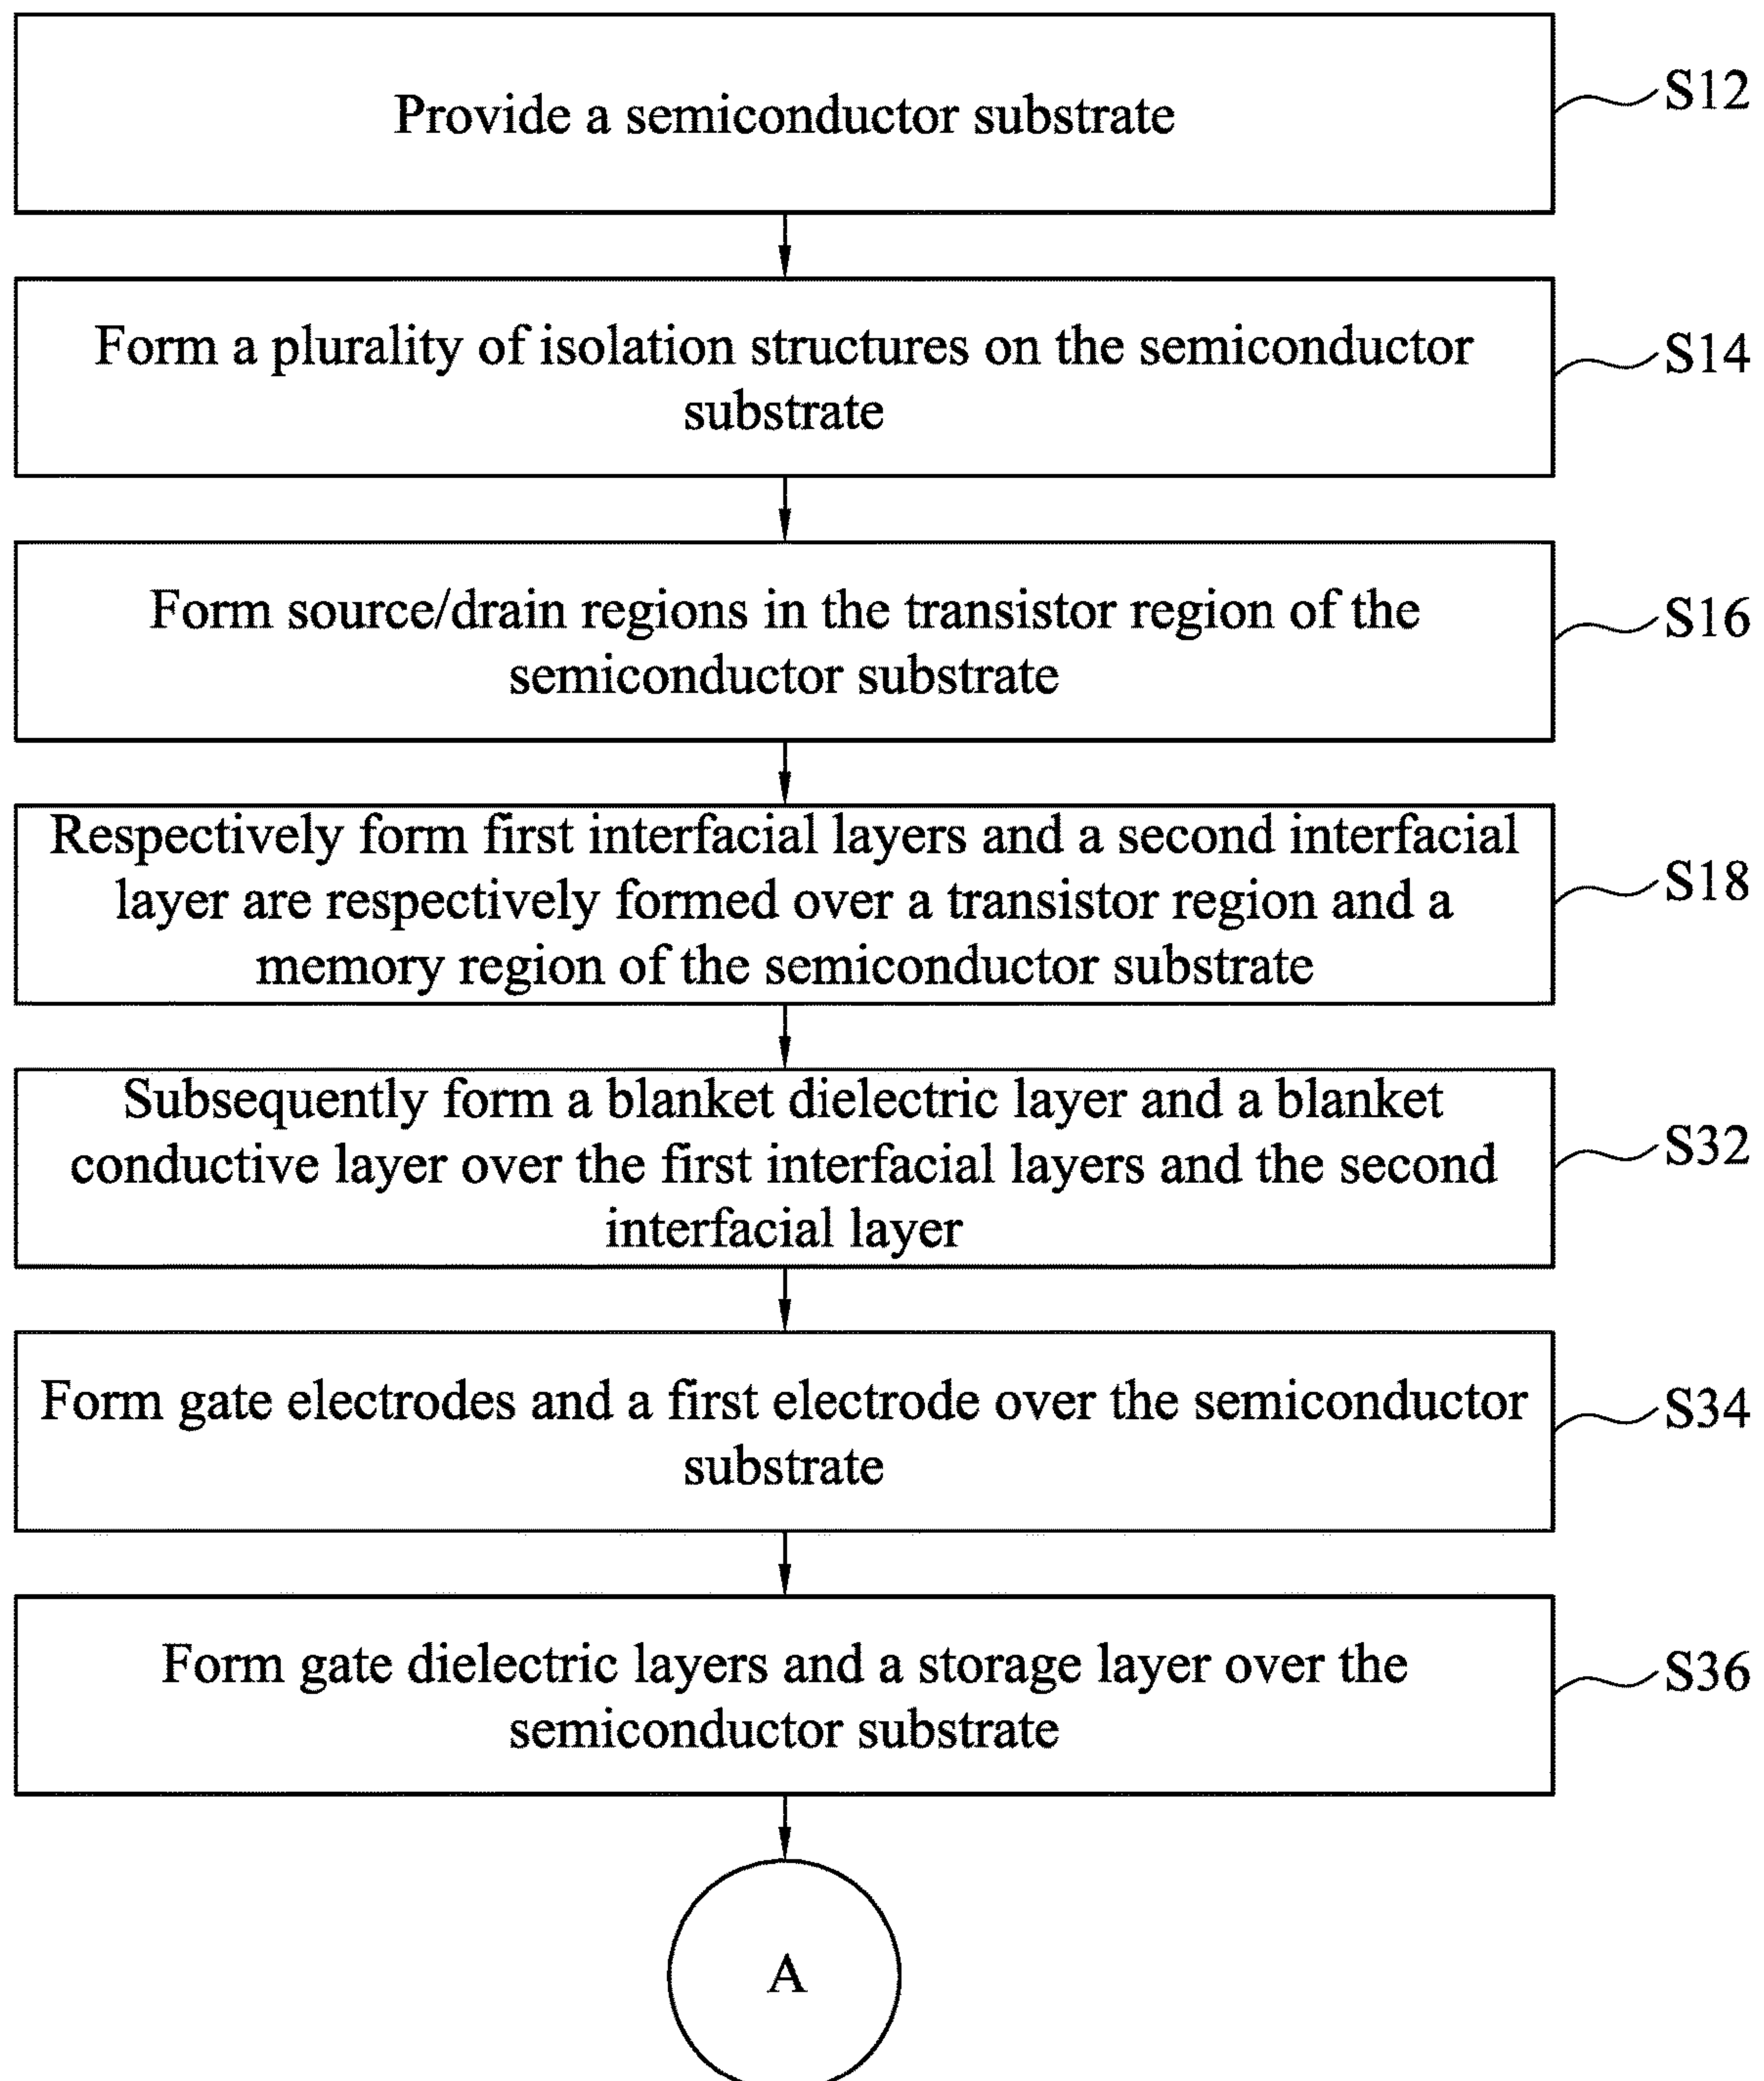 Provide a semiconductor substrate
S12
Form a plurality of isolation structures on the semiconductor
substrate
S14
Form source/drain regions in the transistor region of the
semiconductor substrate
S16
Respectively form first interfacial layers and a second interfacial
layer are respectively formed over a transistor region and a
memory region of the semiconductor substrate
S18
Subsequently form a blanket dielectric layer and a blanket
conductive layer over the first interfacial layers and the second
interfacial layer
S32
Form gate electrodes and a first electrode over the semiconductor
substrate
S34
Form gate dielectric layers and a storage layer over the
semiconductor substrate
S36
A